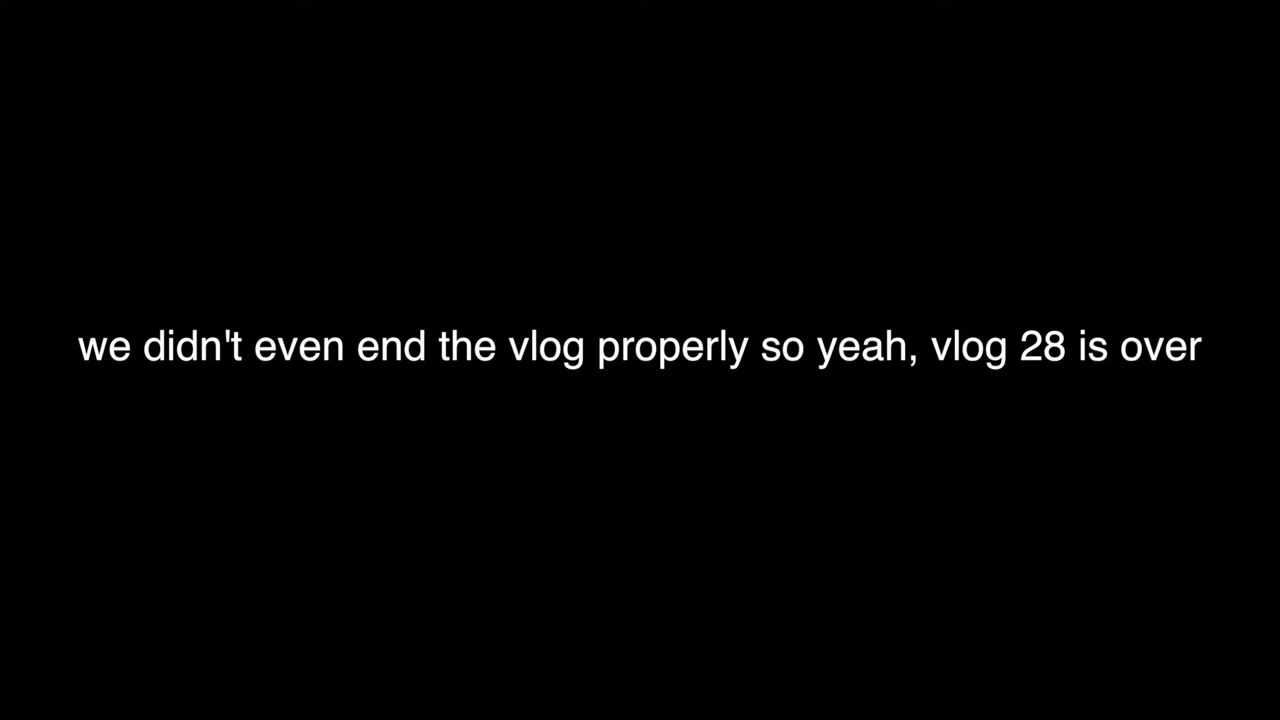 we didn't even end the vlog properly so yeah, vlog 28 is over